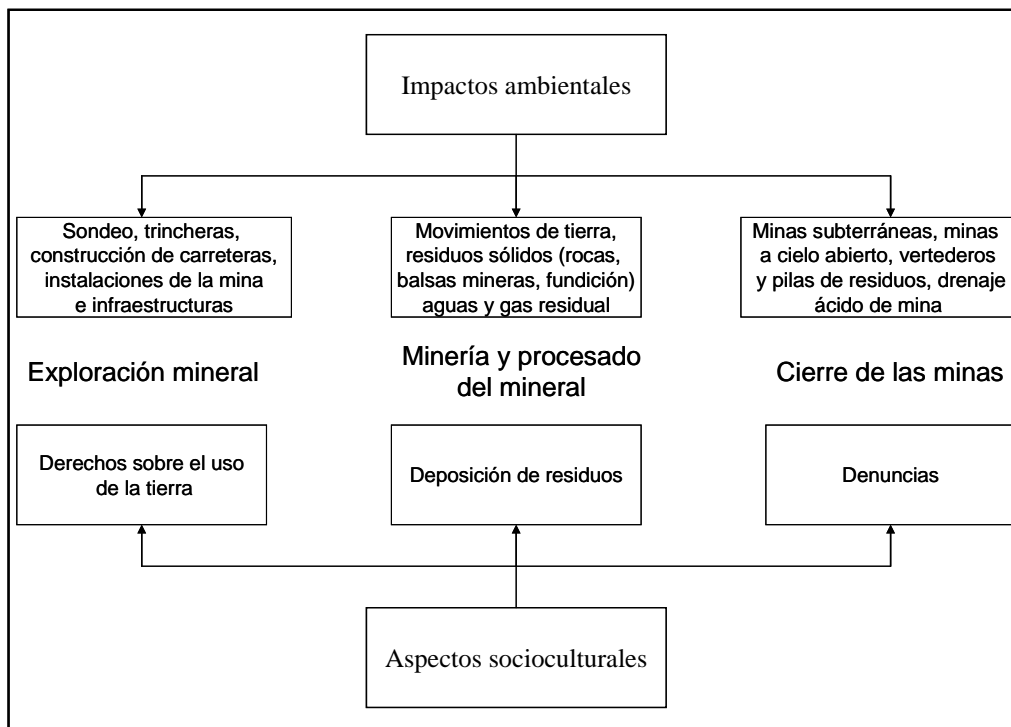 Impactos ambientales
Sondeo, trincheras,
construcción de carreteras,
instalaciones de la mina
e infraestructuras
Movimientos de tierra,
residuos sólidos (rocas,
balsas mineras, fundición)
aguas y gas residual
Minas subterráneas, minas
a cielo abierto, vertederos
y pilas de residuos, drenaje
ácido de mina
Exploración mineral
Minería y procesado
del mineral
Cierre de las minas
Derechos sobre el uso
de la tierra
Deposición de residuos
Denuncias
Aspectos socioculturales